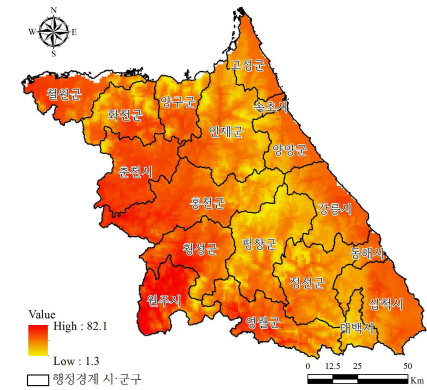 N
W E
S
고성군
철원군
양구군
화천군
속초시
인제군
양양군
춘천시
홍천군
강릉시
횡성군
평창군
동해시
정선군
원주시
삼척시
영월군
태백시
Value
High : 82.1
Low : 1.3
행정경계 시·군구
0 12.5 25 50
Km